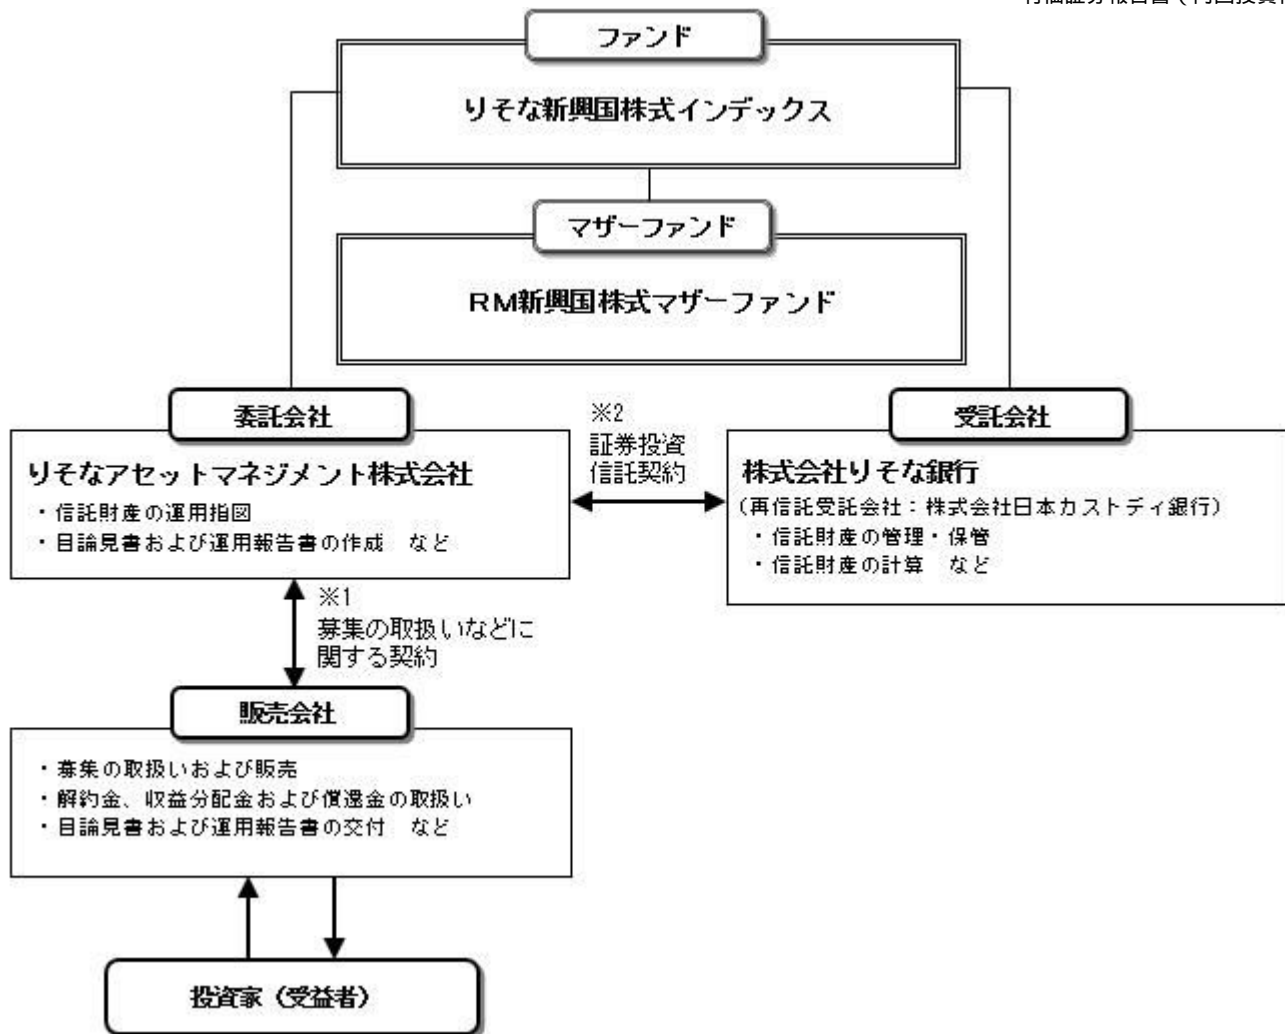 ファンド
りそな新興国株式インデックス
マザーファンド
RM新興国株式マザーファンド
委託会社
りそなアセットマネジメント株式会社
・信託財産の運用指図
・目論見書および運用報告書の作成 など
※2
証券投資
信託契約
受託会社
株式会社りそな銀行
(再信託受託会社:株式会社日本カストディ銀行)
・信託財産の管理・保管
・信託財産の計算 など
※1
募集の取扱いなどに
関する契約
販売会社
・募集の取扱いおよび販売
・解約金、収益分配金および償還金の取扱い
・目論見書および運用報告書の交付 など
投資家(受益者)